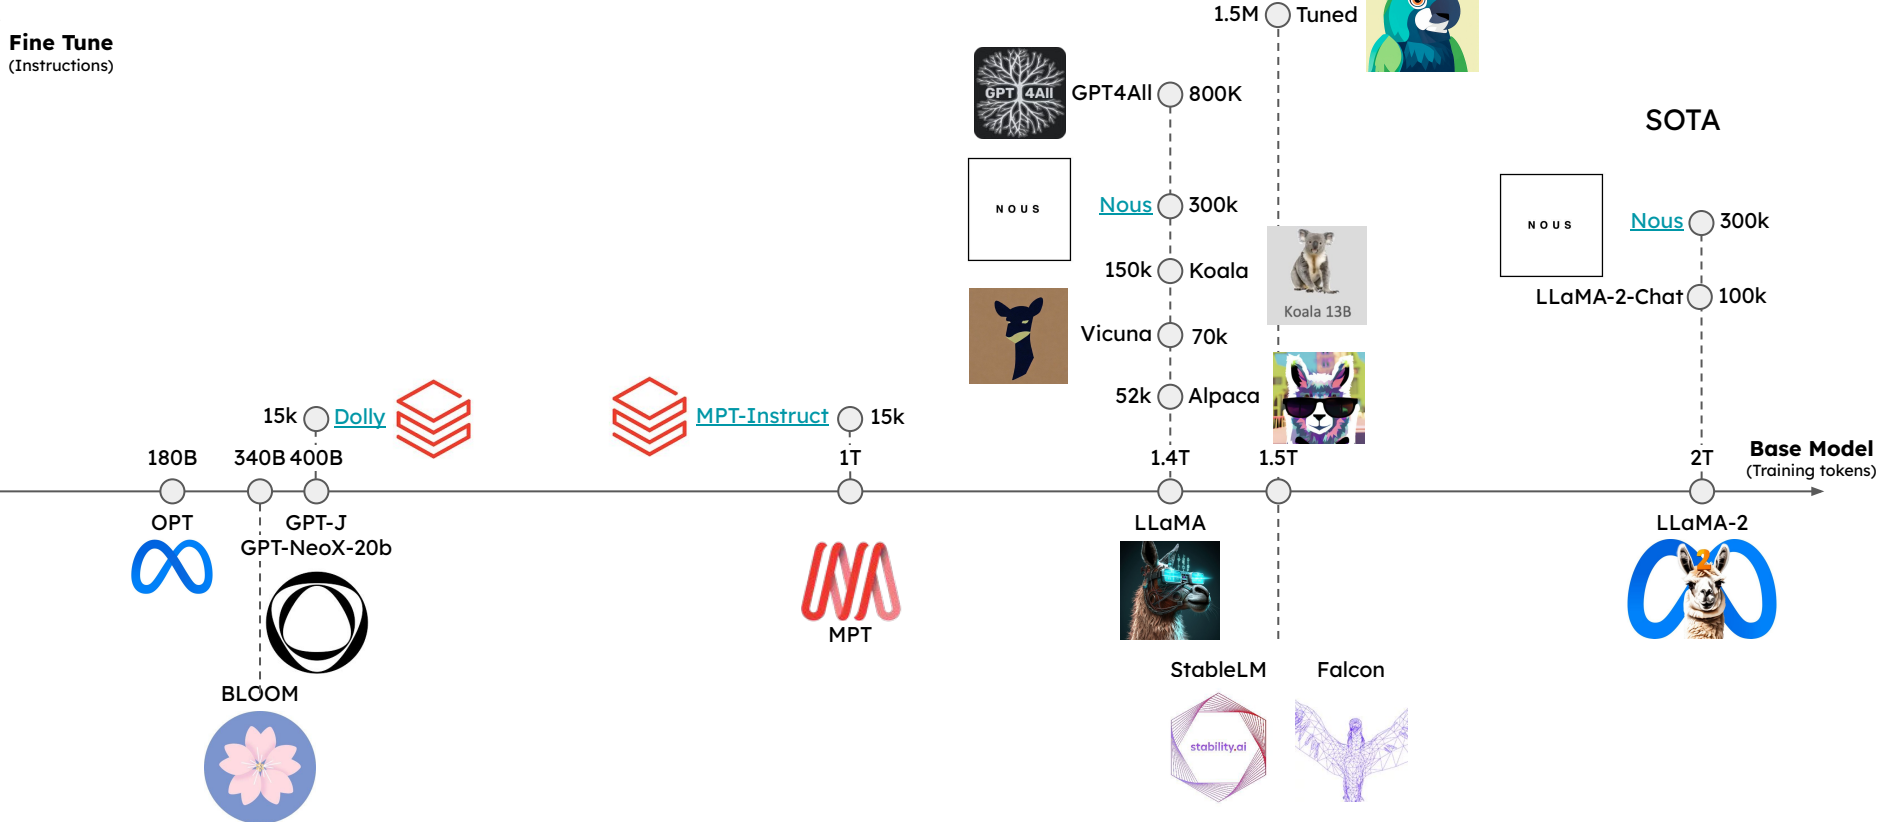 1.5M Tuned
Fine Tune
(Instructions)
GPT 4All
GPT4All 800K
SOTA
NOUS
Nous 300k
NOUS
Nous 300k
150k Koala
Koala 13B
LLaMA-2-Chat 100k
Vicuna 70k
52k Alpaca
15k Dolly
MPT-Instruct 15k
180B 340B 400B 1T 1.4T 1.5T 2T
Base Model
(Training tokens)
OPT GPT-J LLaMA LLaMA-2
GPT-NeoX-20b
2
MPT
StableLM Falcon
BLOOM
stability.ai